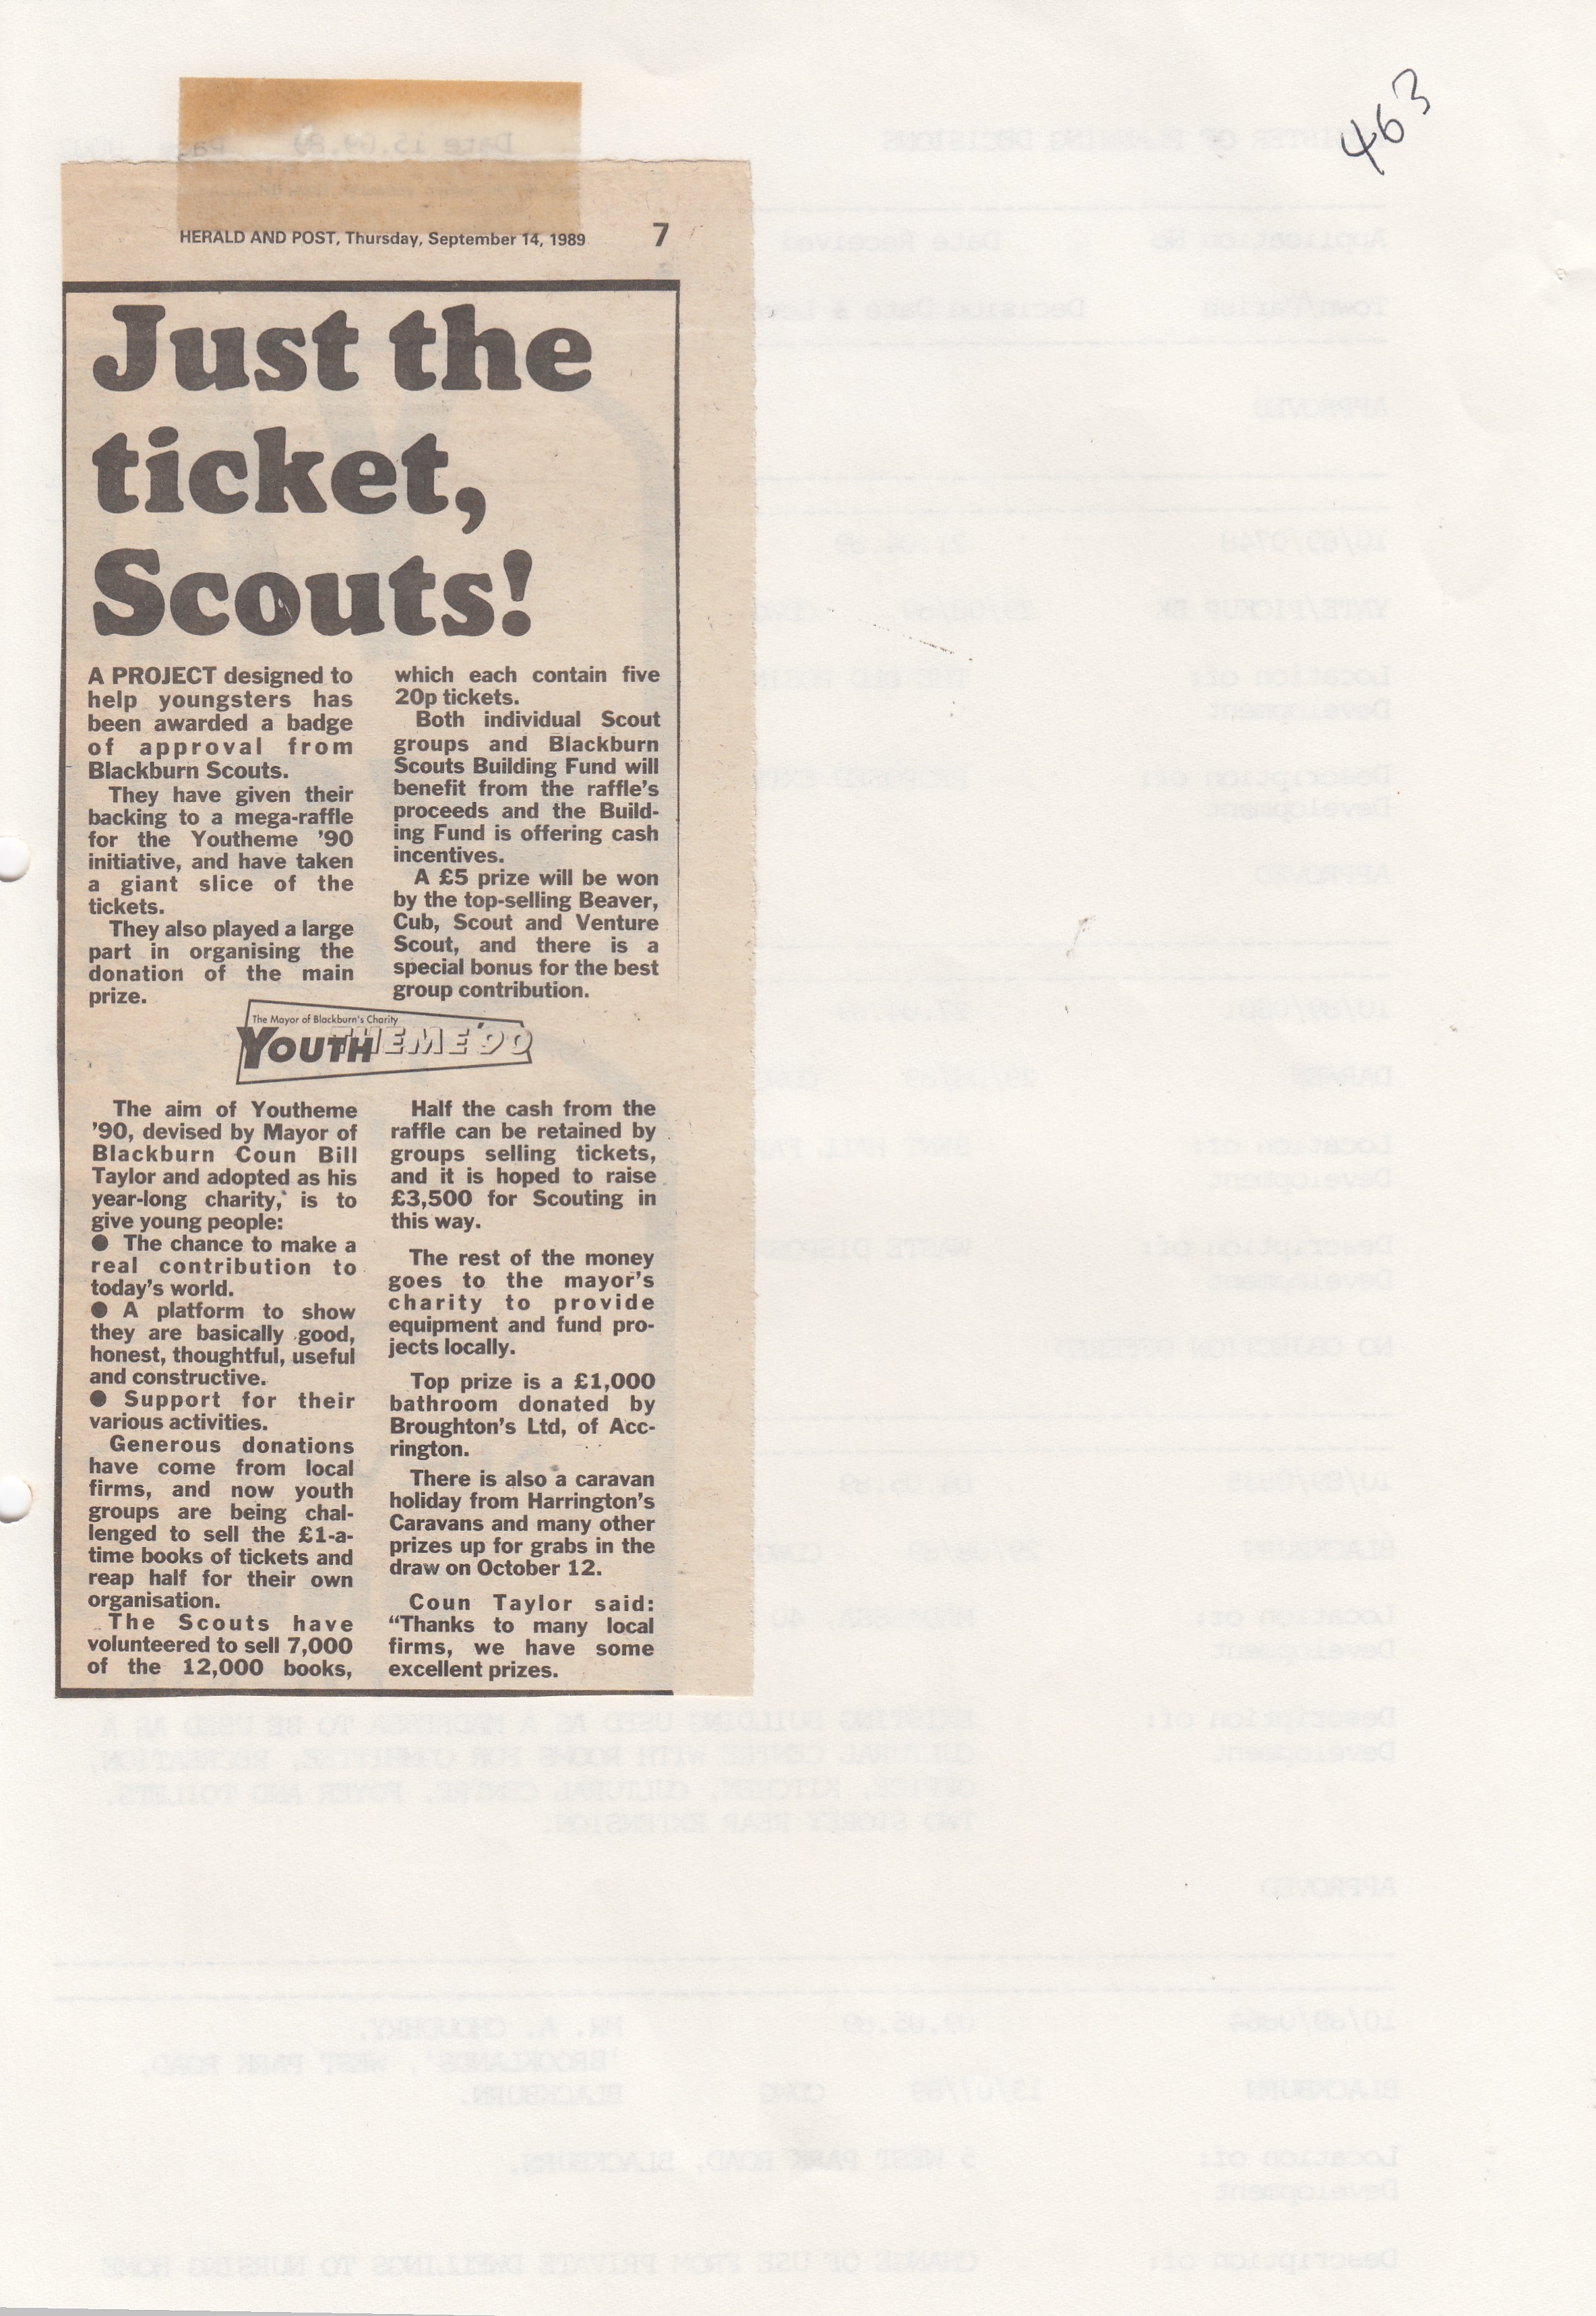 463
HERALD AND POST, Thursday, September 14, 1989 7
Just the
ticket,
Scouts!
A PROJECT designed to
help youngsters has
been awarded a badge
of approval from
Blackburn Scouts.
They have given their
backing to a mega-raffle
for the Youtheme '90
initiative, and have taken
a giant slice of the
tickets.
They also played a large
part in organising the
donation of the main
prize.
The Mayor of Blackburn's Charity
YOUTHTHEME'90
The aim of Youtheme
'90, devised by Mayor of
Blackburn Coun Bill
Taylor and adopted as his
year-long charity, is to
give young people:
● The chance to make a
real contribution to
today's world.
● A platform to show
they are basically good,
honest, thoughtful, useful
and constructive.
● Support for their
various activities.
Generous donations
have come from local
firms, and now youth
groups are being chal-
lenged to sell the £1-a-
time books of tickets and
reap half for their own
organisation.
The Scouts have
volunteered to sell 7,000
of the 12,000 books,
which each contain five
20p tickets.
Both individual Scout
groups and Blackburn
Scouts Building Fund will
benefit from the raffle's
proceeds and the Build-
ing Fund is offering cash
incentives.
A £5 prize will be won
by the top-selling Beaver,
Cub, Scout and Venture
Scout, and there is a
special bonus for the best
group contribution.
Half the cash from the
raffle can be retained by
groups selling tickets,
and it is hoped to raise
£3,500 for Scouting in
this way.
The rest of the money
goes to the mayor's
charity to provide
equipment and fund pro-
jects locally.
Top prize is a £1,000
bathroom donated by
Broughton's Ltd, of Acc-
rington.
There is also a caravan
holiday from Harrington's
Caravans and many other
prizes up for grabs in the
draw on October 12.
Coun Taylor said:
“Thanks to many local
firms, we have some
excellent prizes.